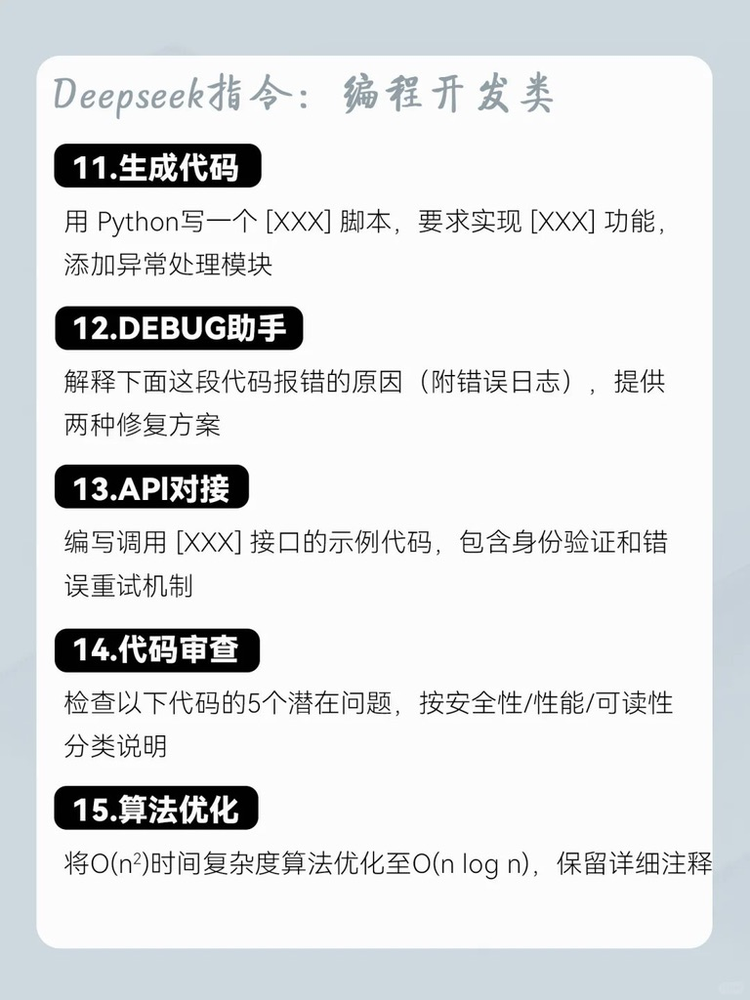 Deepseek指令：编程开发类
11.生成代码
用 Python写一个 [XXX] 脚本，要求实现 [XXX] 功能，
添加异常处理模块
12.DEBUG助手
解释下面这段代码报错的原因（附错误日志），提供
两种修复方案
13.API对接
编写调用 [XXX] 接口的示例代码，包含身份验证和错
误重试机制
14.代码审查
检查以下代码的5个潜在问题，按安全性/性能/可读性
分类说明
15.算法优化
将O(n²)时间复杂度算法优化至O(n log n)，保留详细注释